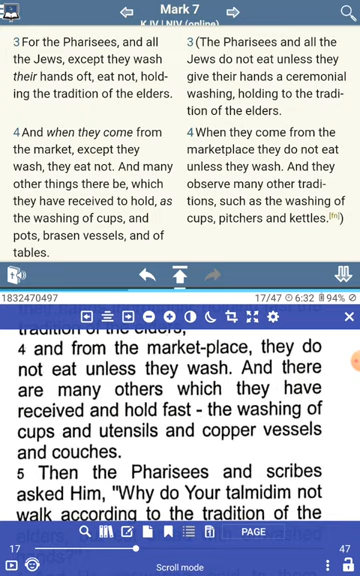 Mark 7
KJV | NIV (online)
3 For the Pharisees, and all
the Jews, except they wash
their hands oft, eat not, hold-
ing the tradition of the elders.
4 And when they come from
the market, except they
wash, they eat not. And many
other things there be, which
they have received to hold, as
the washing of cups, and
pots, brasen vessels, and of
tables.
3 (The Pharisees and all the
Jews do not eat unless they
give their hands a ceremonial
washing, holding to the tradi-
tion of the elders.
4 When they come from the
marketplace they do not eat
unless they wash. And they
observe many other tradi-
tions, such as the washing of
cups, pitchers and kettles.[fn])
1832470497
17/47 6:32 94%
tradition of the elders,
4 and from the market-place, they do
not eat unless they wash. And there
are many others which they have
received and hold fast - the washing of
cups and utensils and copper vessels
and couches.
5 Then the Pharisees and scribes
asked Him, "Why do Your talmidim not
walk according to the tradition of the
PAGE
17
47
Scroll mode